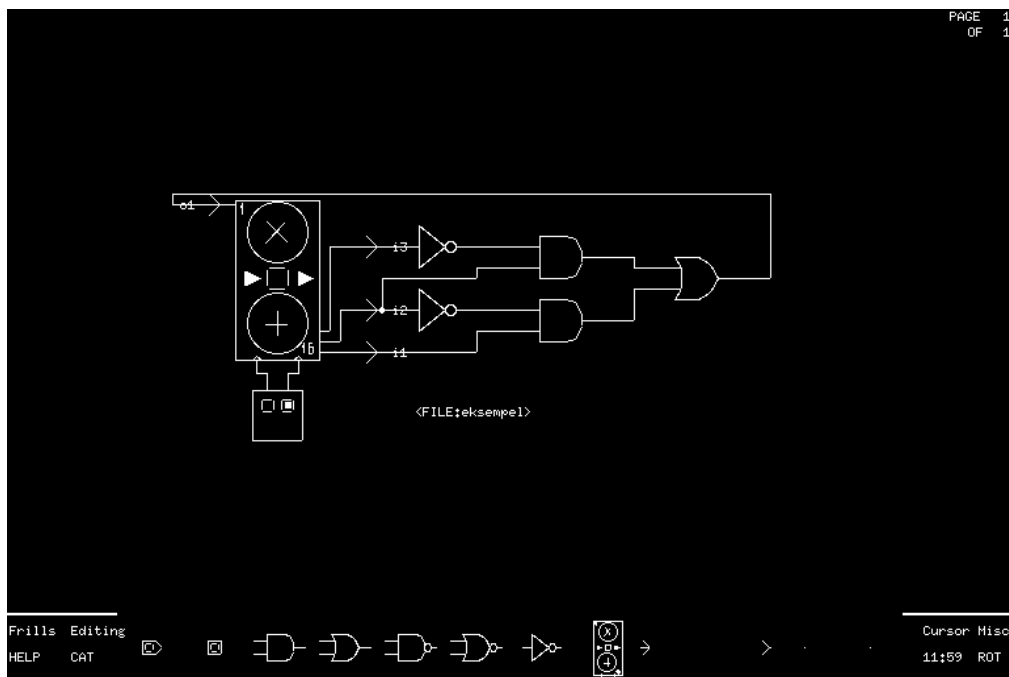 PAGE 1
OF 1
o1
1
i3
i2
16
i1
<FILE:eksempel>
Frills Editing
Cursor Misc
HELP CAT
11:59 ROT